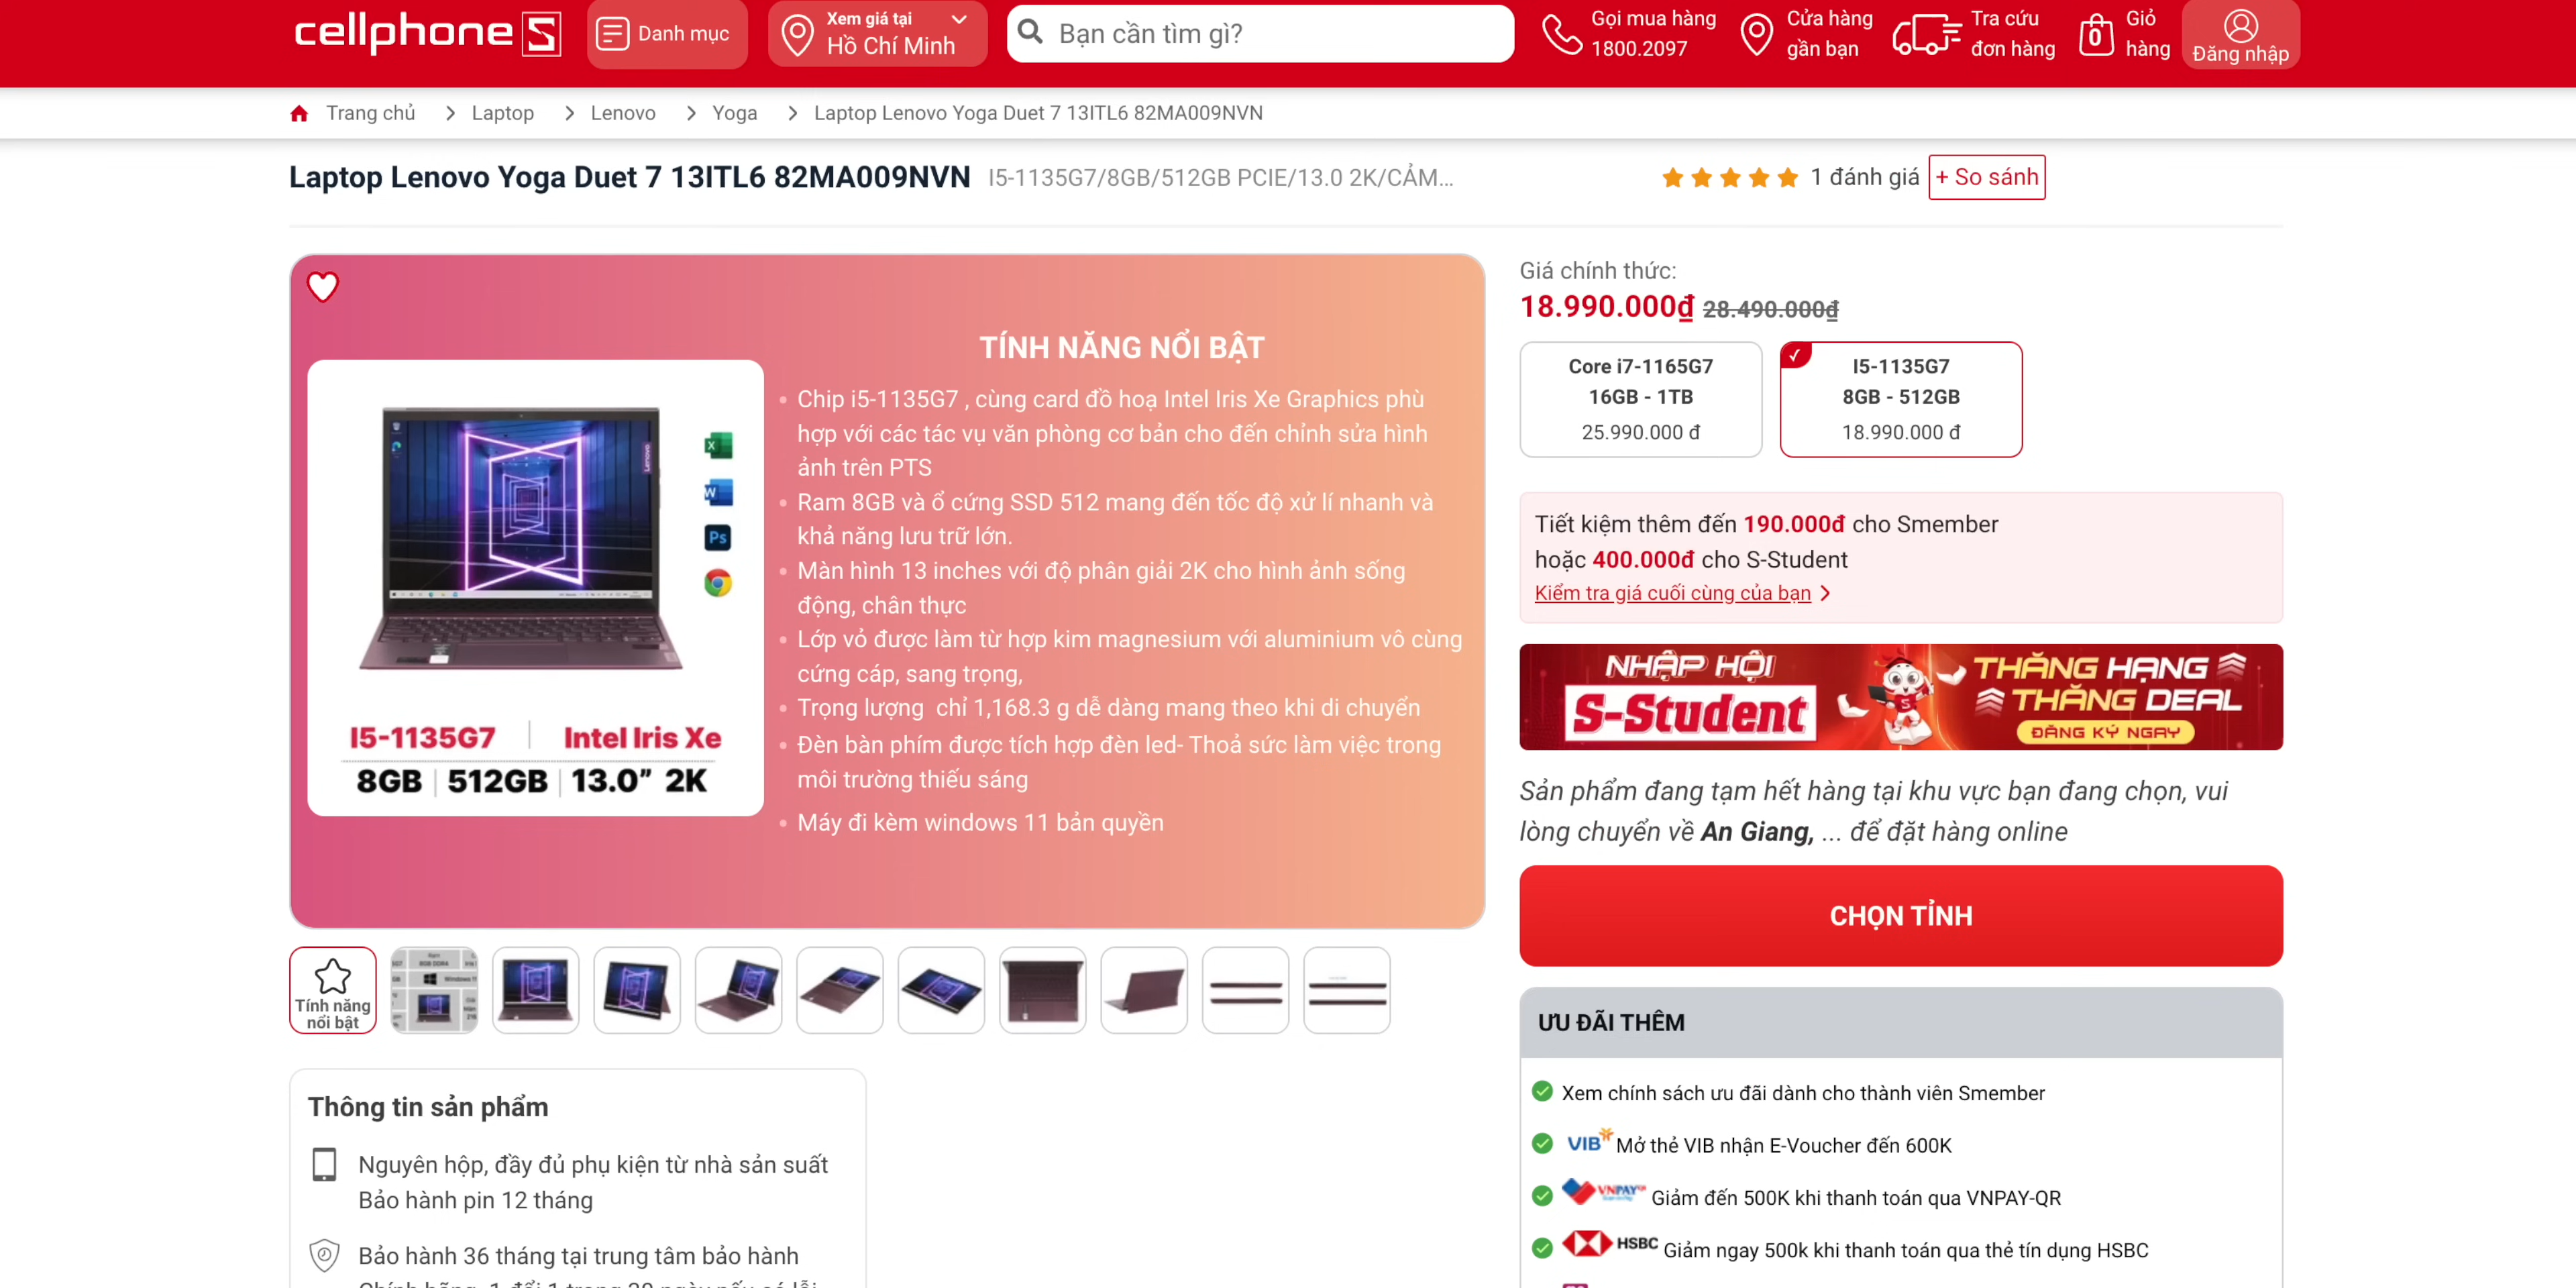 cellphoneS
Danh mục
Xem giá tại
Hồ Chí Minh
Bạn cần tìm gì?
Gọi mua hàng
1800.2097
Cửa hàng
gần bạn
Tra cứu
đơn hàng
0
Giỏ
hàng
Đăng nhập
Trang chủ
Laptop
Lenovo
Yoga
Laptop Lenovo Yoga Duet 7 13ITL6 82MA009NVN
Laptop Lenovo Yoga Duet 7 13ITL6 82MA009NVN
I5-1135G7/8GB/512GB PCIE/13.0 2K/CẢM...
1 đánh giá
+ So sánh
TÍNH NĂNG NỔI BẬT
Chip i5-1135G7 , cùng card đồ hoạ Intel Iris Xe Graphics phù
hợp với các tác vụ văn phòng cơ bản cho đến chỉnh sửa hình
ảnh trên PTS
Ram 8GB và ổ cứng SSD 512 mang đến tốc độ xử lí nhanh và
khả năng lưu trữ lớn.
Màn hình 13 inches với độ phân giải 2K cho hình ảnh sống
động, chân thực
Lớp vỏ được làm từ hợp kim magnesium với aluminium vô cùng
cứng cáp, sang trọng,
Trọng lượng chỉ 1,168.3 g dễ dàng mang theo khi di chuyển
Đèn bàn phím được tích hợp đèn led- Thoả sức làm việc trong
môi trường thiếu sáng
Máy đi kèm windows 11 bản quyền
Lenovo
X
W
Ps
I5-1135G7
Intel Iris Xe
8GB
512GB
13.0” 2K
Tính năng
nổi bật
Thông tin sản phẩm
Nguyên hộp, đầy đủ phụ kiện từ nhà sản suất
Bảo hành pin 12 tháng
Bảo hành 36 tháng tại trung tâm bảo hành
Giá chính thức:
18.990.000₫ 28.490.000₫
Core i7-1165G7
16GB - 1TB
25.990.000 đ
I5-1135G7
8GB - 512GB
18.990.000 đ
Tiết kiệm thêm đến 190.000đ cho Smember
hoặc 400.000đ cho S-Student
Kiểm tra giá cuối cùng của bạn
NHẬP HỘI
S-Student
THĂNG HẠNG
THĂNG DEAL
ĐĂNG KÝ NGAY
Sản phẩm đang tạm hết hàng tại khu vực bạn đang chọn, vui
lòng chuyển về An Giang, ... để đặt hàng online
CHỌN TỈNH
ƯU ĐÃI THÊM
Xem chính sách ưu đãi dành cho thành viên Smember
VIB Mở thẻ VIB nhận E-Voucher đến 600K
VNPAY Giảm đến 500K khi thanh toán qua VNPAY-QR
HSBC Giảm ngay 500k khi thanh toán qua thẻ tín dụng HSBC